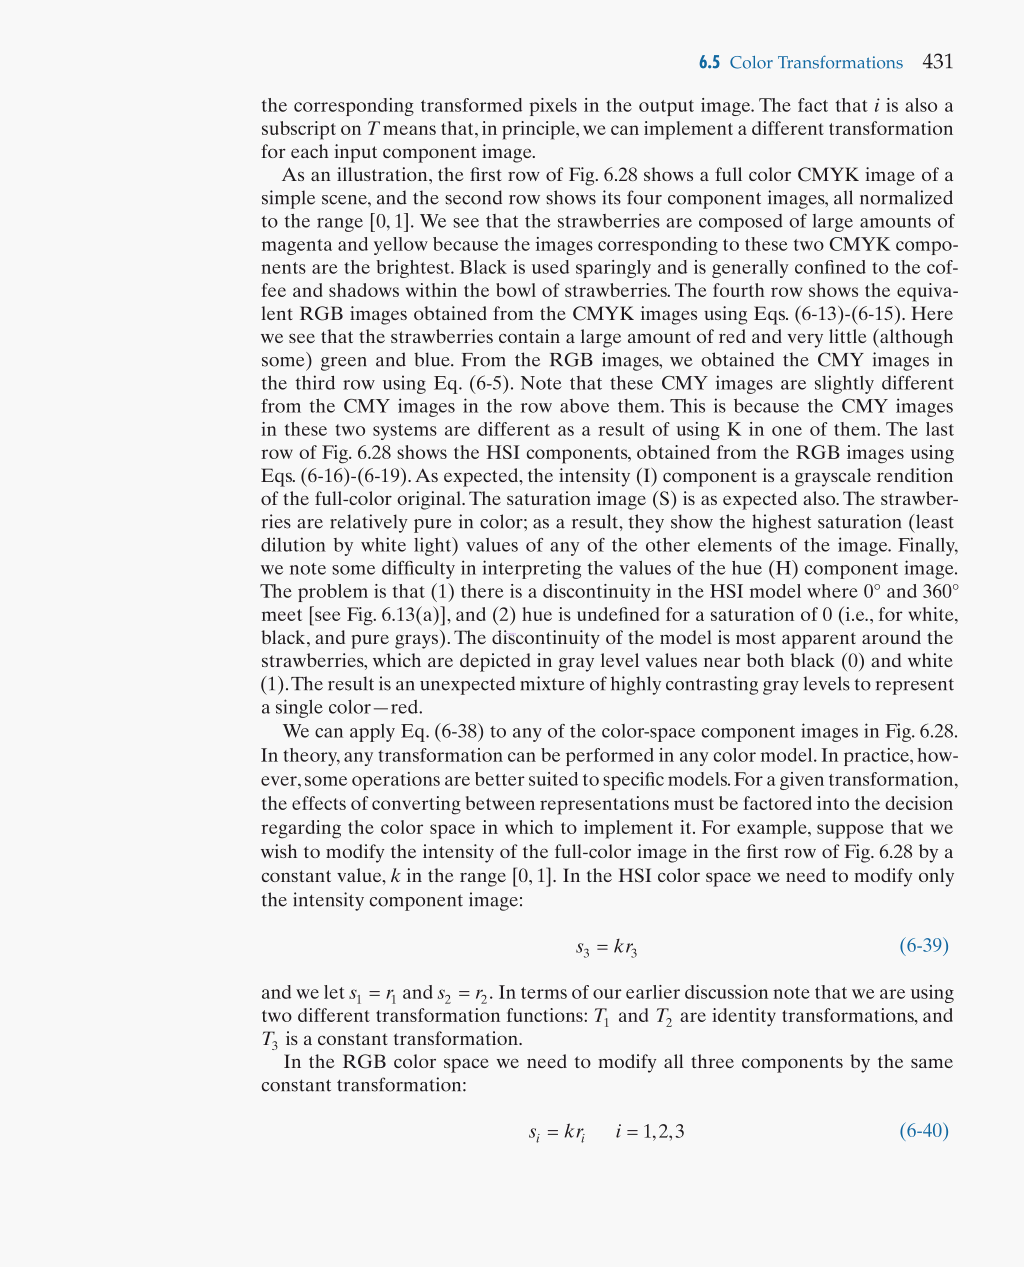 6.5 Color Transformations 431
the corresponding transformed pixels in the output image. The fact that i is also a
subscript on T means that, in principle, we can implement a different transformation
for each input component image.
As an illustration, the first row of Fig. 6.28 shows a full color CMYK image of a
simple scene, and the second row shows its four component images, all normalized
to the range [0, 1]. We see that the strawberries are composed of large amounts of
magenta and yellow because the images corresponding to these two CMYK compo-
nents are the brightest. Black is used sparingly and is generally confined to the cof-
fee and shadows within the bowl of strawberries. The fourth row shows the equiva-
lent RGB images obtained from the CMYK images using Eqs. (6-13)-(6-15). Here
we see that the strawberries contain a large amount of red and very little (although
some) green and blue. From the RGB images, we obtained the CMY images in
the third row using Eq. (6-5). Note that these CMY images are slightly different
from the CMY images in the row above them. This is because the CMY images
in these two systems are different as a result of using K in one of them. The last
row of Fig. 6.28 shows the HSI components, obtained from the RGB images using
Eqs. (6-16)-(6-19). As expected, the intensity (I) component is a grayscale rendition
of the full-color original. The saturation image (S) is as expected also. The strawber-
ries are relatively pure in color; as a result, they show the highest saturation (least
dilution by white light) values of any of the other elements of the image. Finally,
we note some difficulty in interpreting the values of the hue (H) component image.
The problem is that (1) there is a discontinuity in the HSI model where 0° and 360°
meet [see Fig. 6.13(a)], and (2) hue is undefined for a saturation of 0 (i.e., for white,
black, and pure grays). The discontinuity of the model is most apparent around the
strawberries, which are depicted in gray level values near both black (0) and white
(1). The result is an unexpected mixture of highly contrasting gray levels to represent
a single color—red.
We can apply Eq. (6-38) to any of the color-space component images in Fig. 6.28.
In theory, any transformation can be performed in any color model. In practice, how-
ever, some operations are better suited to specific models. For a given transformation,
the effects of converting between representations must be factored into the decision
regarding the color space in which to implement it. For example, suppose that we
wish to modify the intensity of the full-color image in the first row of Fig. 6.28 by a
constant value, k in the range [0, 1]. In the HSI color space we need to modify only
the intensity component image:
s₃ = kr₃ (6-39)
and we let s₁ = r₁ and s₂ = r₂. In terms of our earlier discussion note that we are using
two different transformation functions: T₁ and T₂ are identity transformations, and
T₃ is a constant transformation.
In the RGB color space we need to modify all three components by the same
constant transformation:
sᵢ = krᵢ i = 1, 2, 3 (6-40)